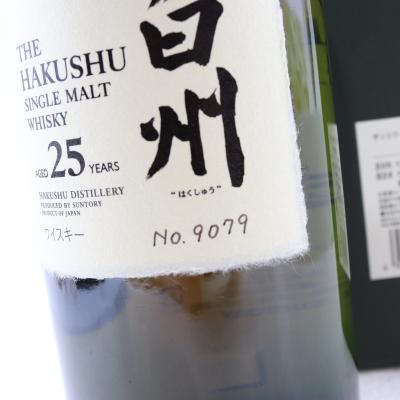 THE
HAKUSHU
SINGLE MALT
WHISKY
AGED 25 YEARS
HAKUSHU DISTILLERY
PRODUCED BY SUNTORY
PRODUCT OF JAPAN
ウイスキー
白州
"はくしゅう"
No. 9079